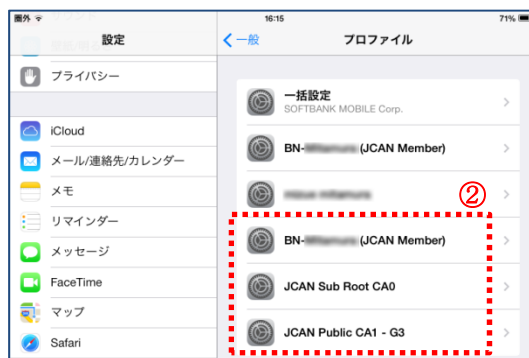 圏外
16:15
71%
設定
一般
プロファイル
プライバシー
iCloud
メール/連絡先/カレンダー
メモ
リマインダー
メッセージ
FaceTime
マップ
Safari
一括設定
SOFTBANK MOBILE Corp.
BN- (JCAN Member)
②
BN- (JCAN Member)
JCAN Sub Root CA0
JCAN Public CA1 - G3